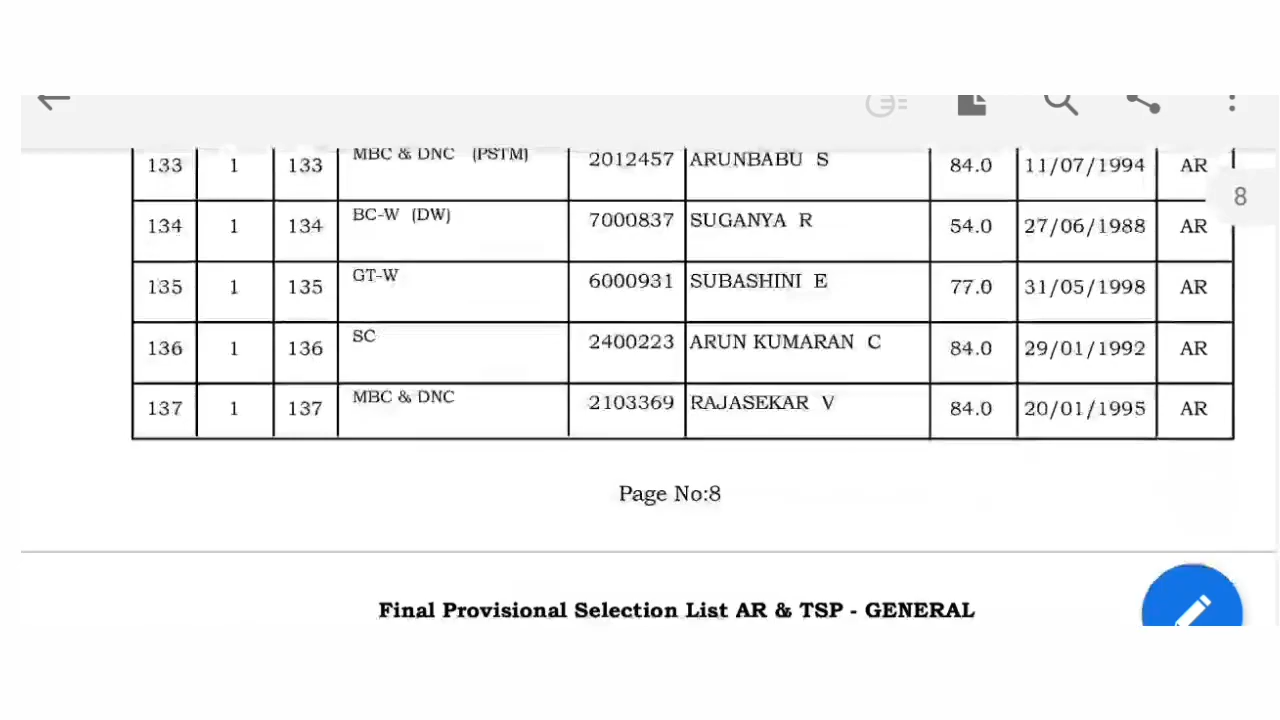 133 1 133 MBC & DNC (PSTM) 2012457 ARUNBABU S 84.0 11/07/1994 AR
8
134 1 134 BC-W (DW) 7000837 SUGANYA R 54.0 27/06/1988 AR
135 1 135 GT-W 6000931 SUBASHINI E 77.0 31/05/1998 AR
136 1 136 SC 2400223 ARUN KUMARAN C 84.0 29/01/1992 AR
137 1 137 MBC & DNC 2103369 RAJASEKAR V 84.0 20/01/1995 AR
Page No:8
Final Provisional Selection List AR & TSP - GENERAL